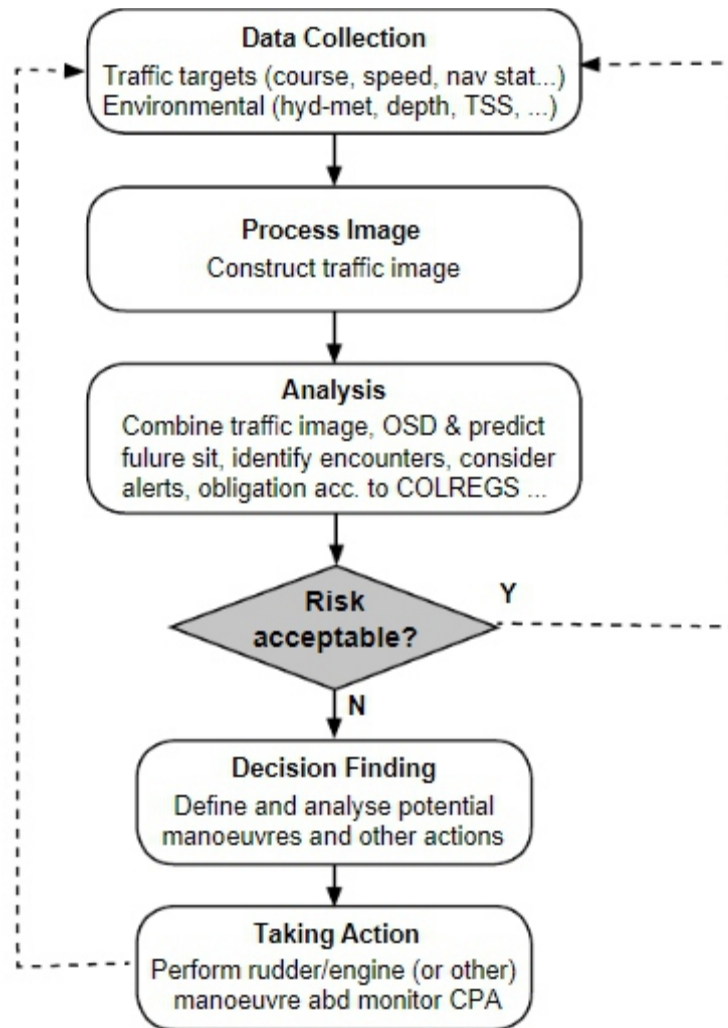 Data Collection
Traffic targets (course, speed, nav stat...)
Environmental (hyd-met, depth, TSS, ...)
Process Image
Construct traffic image
Analysis
Combine traffic image, OSD & predict
fulure sit, identify encounters, consider
alerts, obligation acc. to COLREGS ...
Risk
acceptable?
Y
N
Decision Finding
Define and analyse potential
manoeuvres and other actions
Taking Action
Perform rudder/engine (or other)
manoeuvre abd monitor CPA